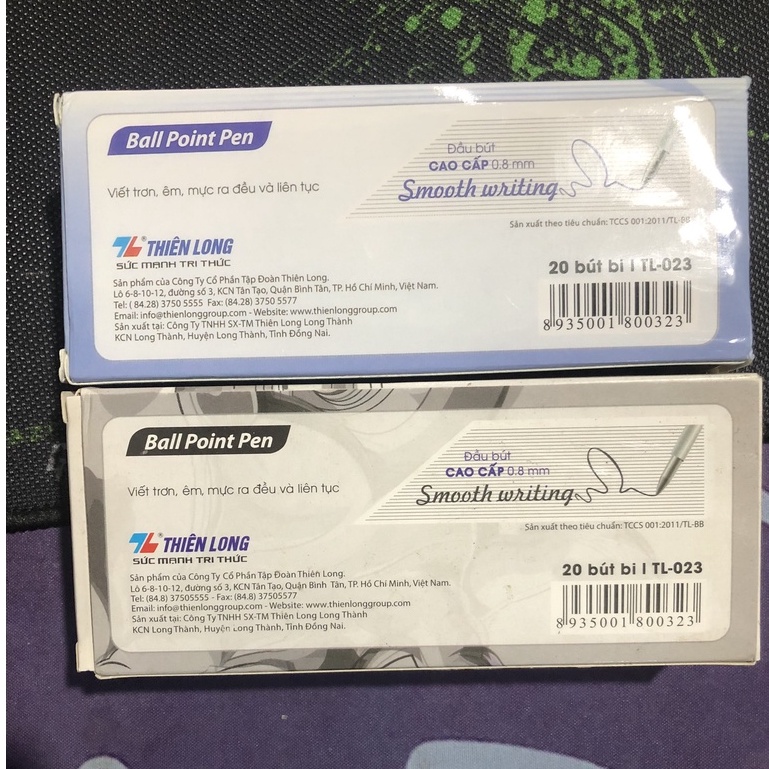 Ball Point Pen
Viết trơn, êm, mực ra đều và liên tục
Đầu bút
CAO CẤP 0.8 mm
Smooth writing
Sản xuất theo tiêu chuẩn: TCCS 001:2011/TL-BB
THIÊN LONG
SỨC MẠNH TRI THỨC
Sản phẩm của Công Ty Cổ Phần Tập Đoàn Thiên Long.
Lô 6-8-10-12, đường số 3, KCN Tân Tạo, Quận Bình Tân, TP. Hồ Chí Minh, Việt Nam.
Tel: ( 84.28) 3750 5555 Fax: (84.28) 3750 5577
Email: info@thienlonggroup.com - Website: www.thienlonggroup.com
Sản xuất tại: Công Ty TNHH SX-TM Thiên Long Long Thành
KCN Long Thành, Huyện Long Thành, Tỉnh Đồng Nai.
20 bút bi I TL-023
8 935001 800323
Ball Point Pen
Viết trơn, êm, mực ra đều và liên tục
Đầu bút
CAO CẤP 0.8 mm
Smooth writing
Sản xuất theo tiêu chuẩn: TCCS 001:2011/TL-BB
THIÊN LONG
SỨC MẠNH TRI THỨC
Sản phẩm của Công Ty Cổ Phần Tập Đoàn Thiên Long.
Lô 6-8-10-12, đường số 3, KCN Tân Tạo, Quận Bình Tân, TP. Hồ Chí Minh, Việt Nam.
Tel: (84.8) 37505555 - Fax: (84.8) 37505577
Email: info@thienlonggroup.com - Website: www.thienlonggroup.com
Sản xuất tại: Công Ty TNHH SX-TM Thiên Long Long Thành
KCN Long Thành, Huyện Long Thành, Tỉnh Đồng Nai.
20 bút bi I TL-023
8 935001 800323